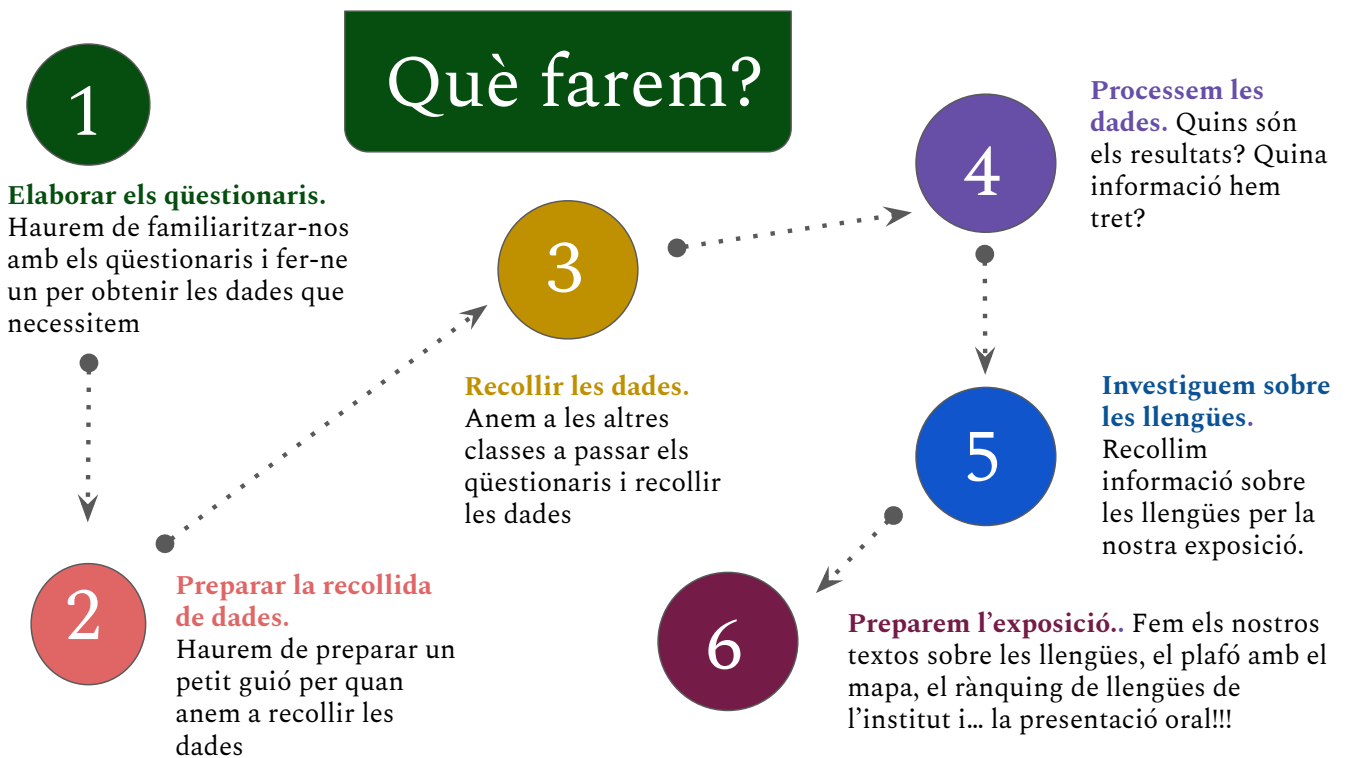 Què farem?
1
Elaborar els qüestionaris.
Haurem de familiaritzar-nos
amb els qüestionaris i fer-ne
un per obtenir les dades que
necessitem
2
Preparar la recollida
de dades.
Haurem de preparar un
petit guió per quan
anem a recollir les
dades
3
Recollir les dades.
Anem a les altres
classes a passar els
qüestionaris i recollir
les dades
4
Processem les
dades. Quins són
els resultats? Quina
informació hem
tret?
5
Investiguem sobre
les llengües.
Recollim
informació sobre
les llengües per la
nostra exposició.
6
Preparem l’exposició.. Fem els nostros
textos sobre les llengües, el plafó amb el
mapa, el rànquing de llengües de
l’institut i... la presentació oral!!!